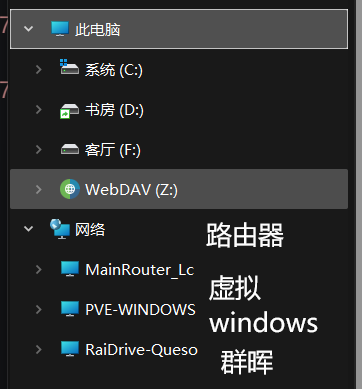 此电脑
系统 (C:)
书房 (D:)
客厅 (F:)
WebDAV (Z:)
网络
路由器
MainRouter_Lc
虚拟
windows
PVE-WINDOWS
RaiDrive-Queso
群晖